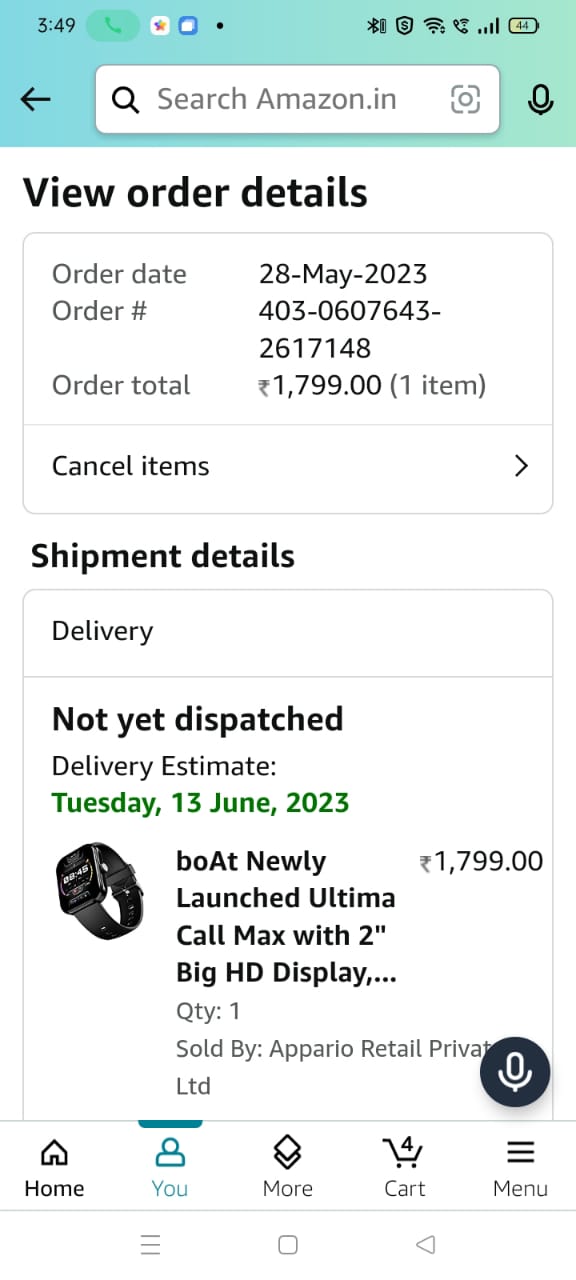 3:49
44
Search Amazon.in
View order details
Order date 28-May-2023
Order # 403-0607643-
2617148
Order total ₹1,799.00 (1 item)
Cancel items
Shipment details
Delivery
Not yet dispatched
Delivery Estimate:
Tuesday, 13 June, 2023
08:45
boAt Newly ₹1,799.00
Launched Ultima
Call Max with 2"
Big HD Display,...
Qty: 1
Sold By: Appario Retail Privat
Ltd
4
Home You More Cart Menu